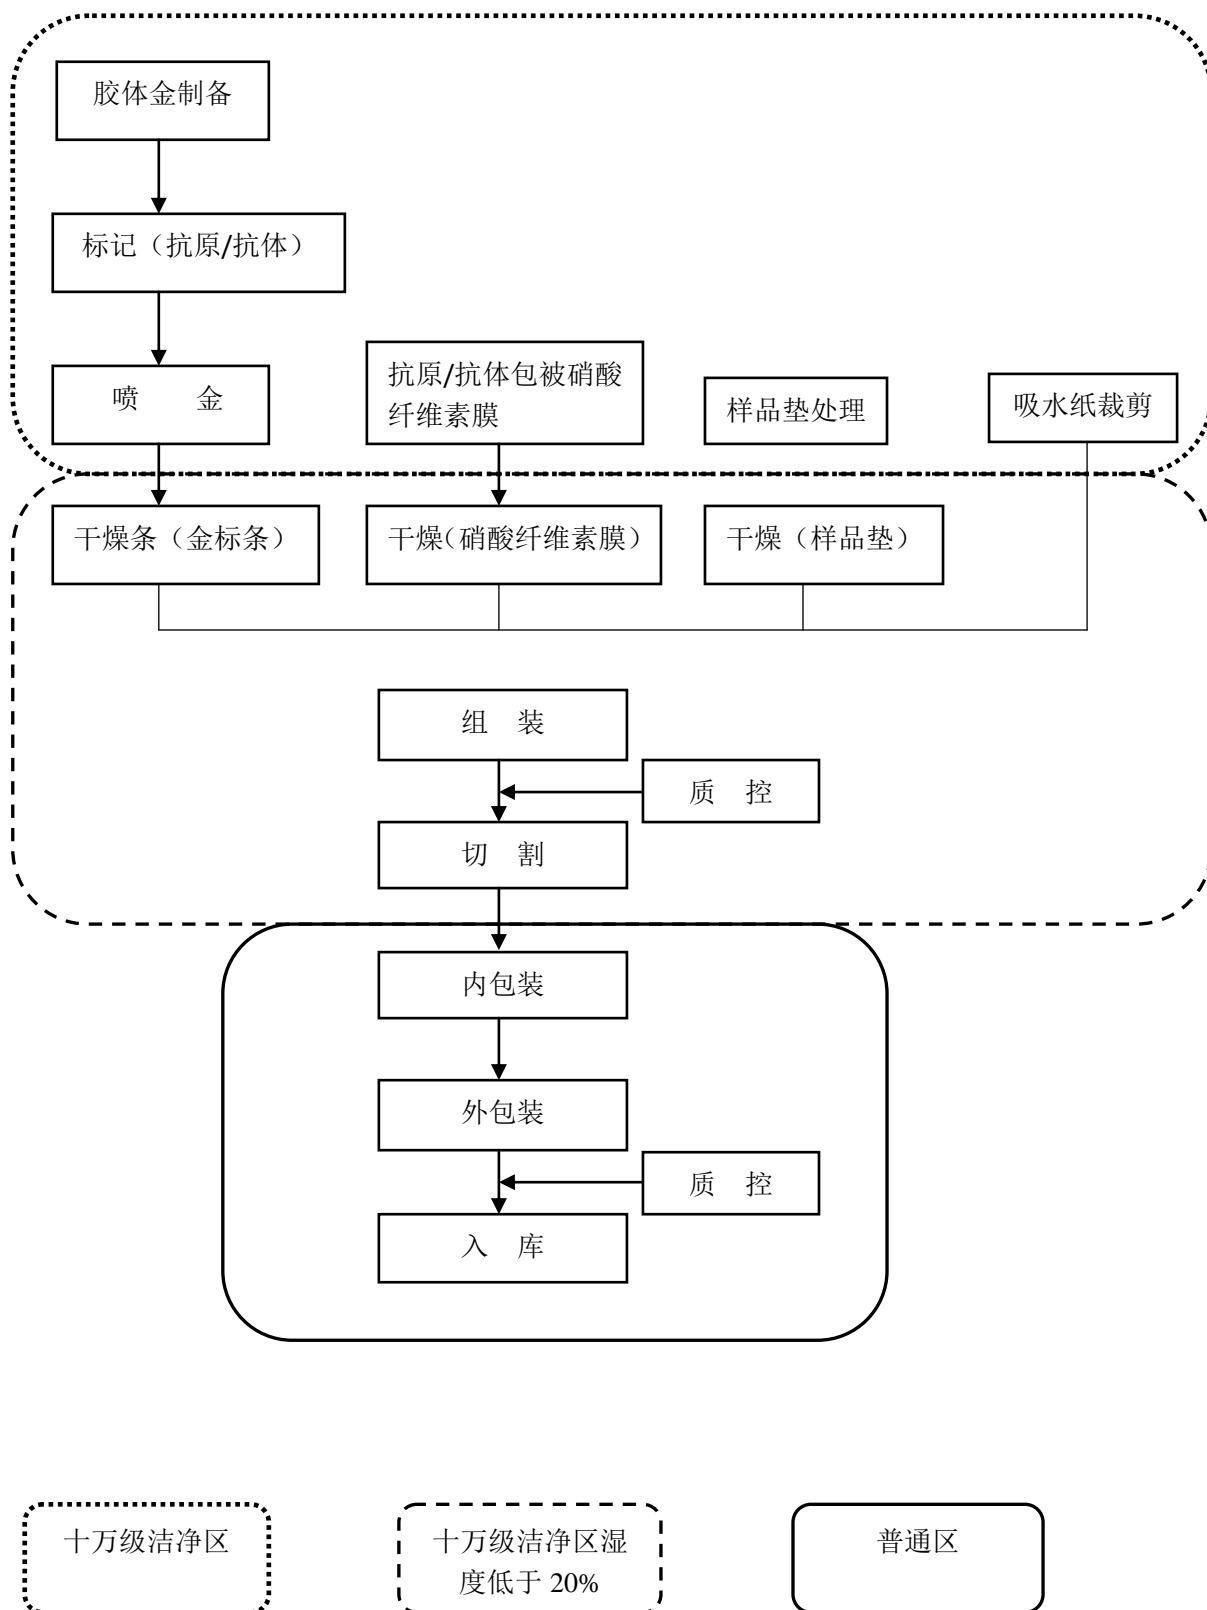 胶体金制备
标记（抗原/抗体）
喷　　金
抗原/抗体包被硝酸
纤维素膜
样品垫处理
吸水纸裁剪
干燥条（金标条）
干燥（硝酸纤维素膜）
干燥（样品垫）
组　装
质　控
切　割
内包装
外包装
质　控
入　库
十万级洁净区
十万级洁净区湿
度低于 20%
普通区